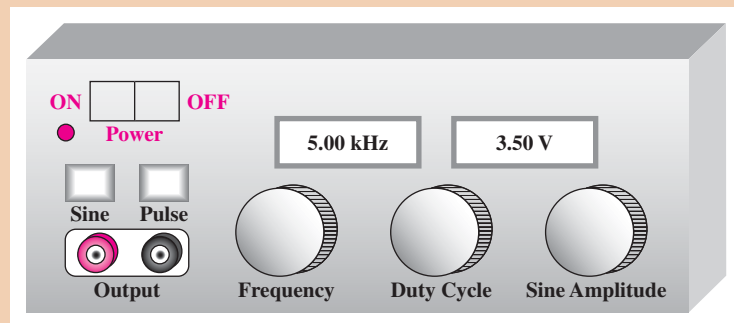 ON OFF
Power
5.00 kHz 3.50 V
Sine Pulse
Output Frequency Duty Cycle Sine Amplitude